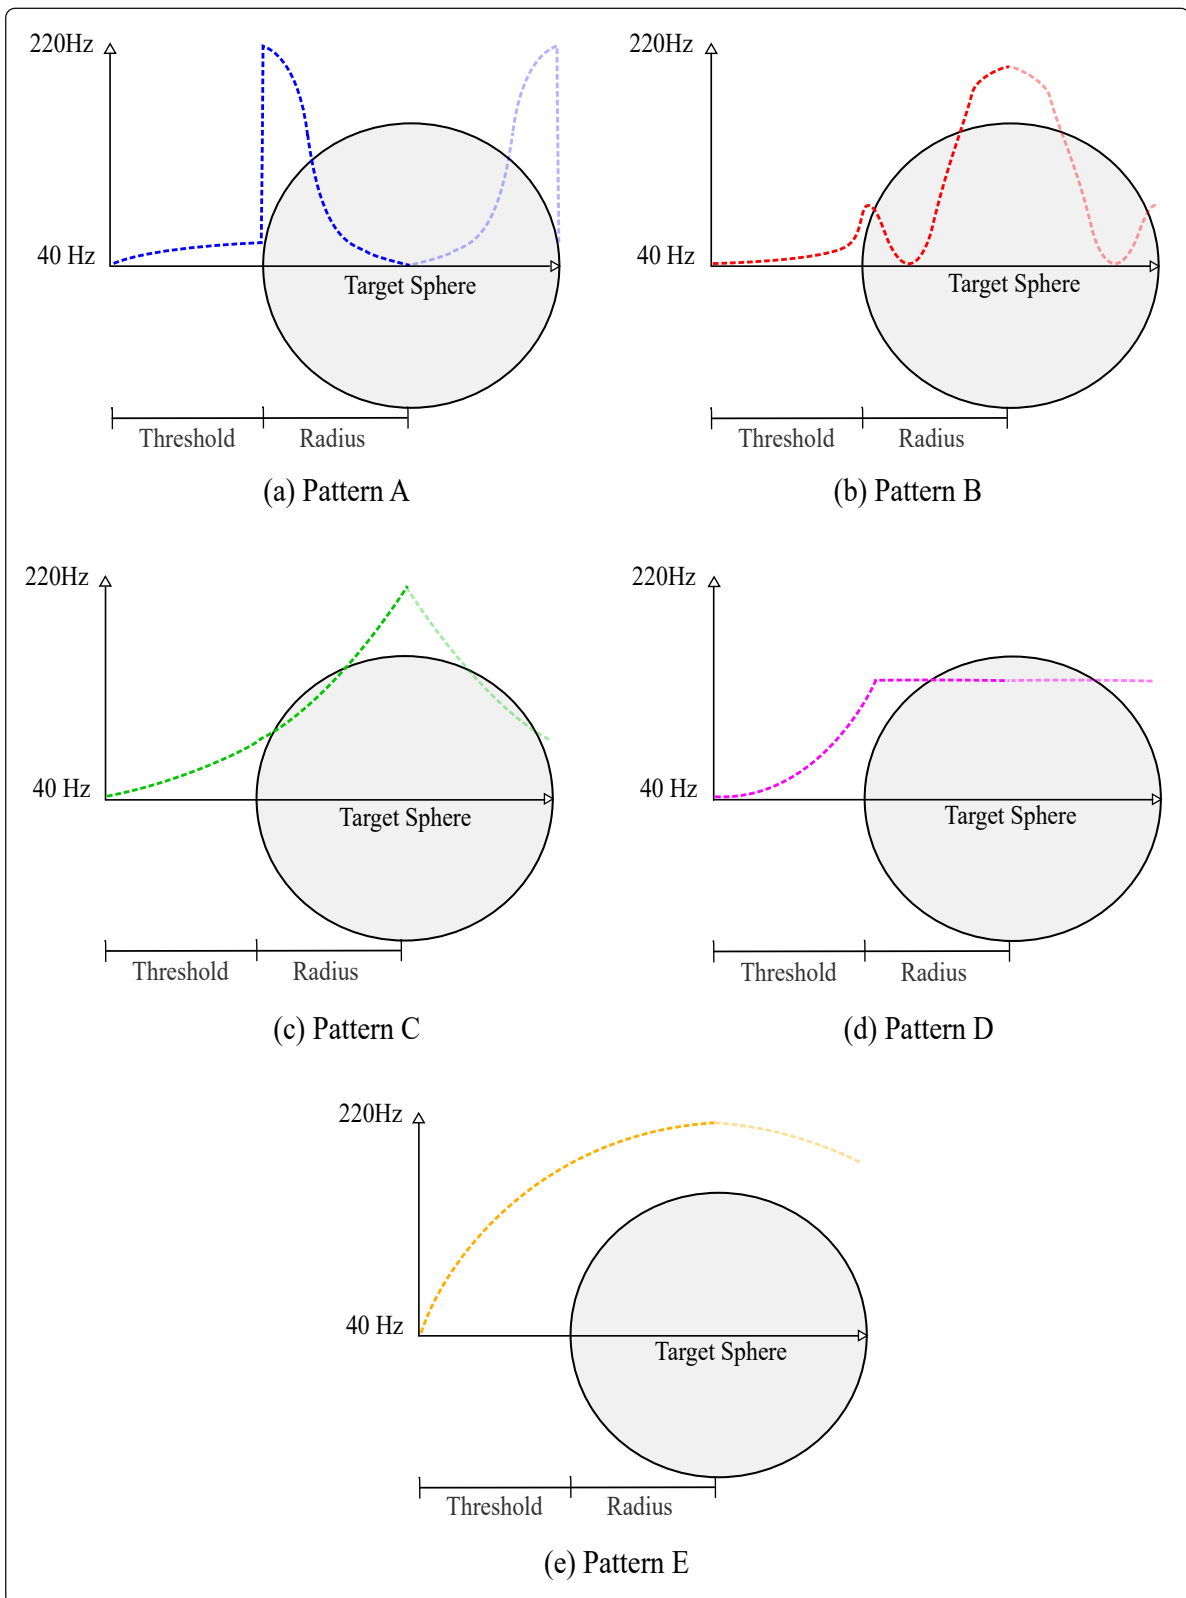 220Hz
40 Hz
Target Sphere
Threshold
Radius
(a) Pattern A
220Hz
40 Hz
Target Sphere
Threshold
Radius
(b) Pattern B
220Hz
40 Hz
Target Sphere
Threshold
Radius
(c) Pattern C
220Hz
40 Hz
Target Sphere
Threshold
Radius
(d) Pattern D
220Hz
40 Hz
Target Sphere
Threshold
Radius
(e) Pattern E